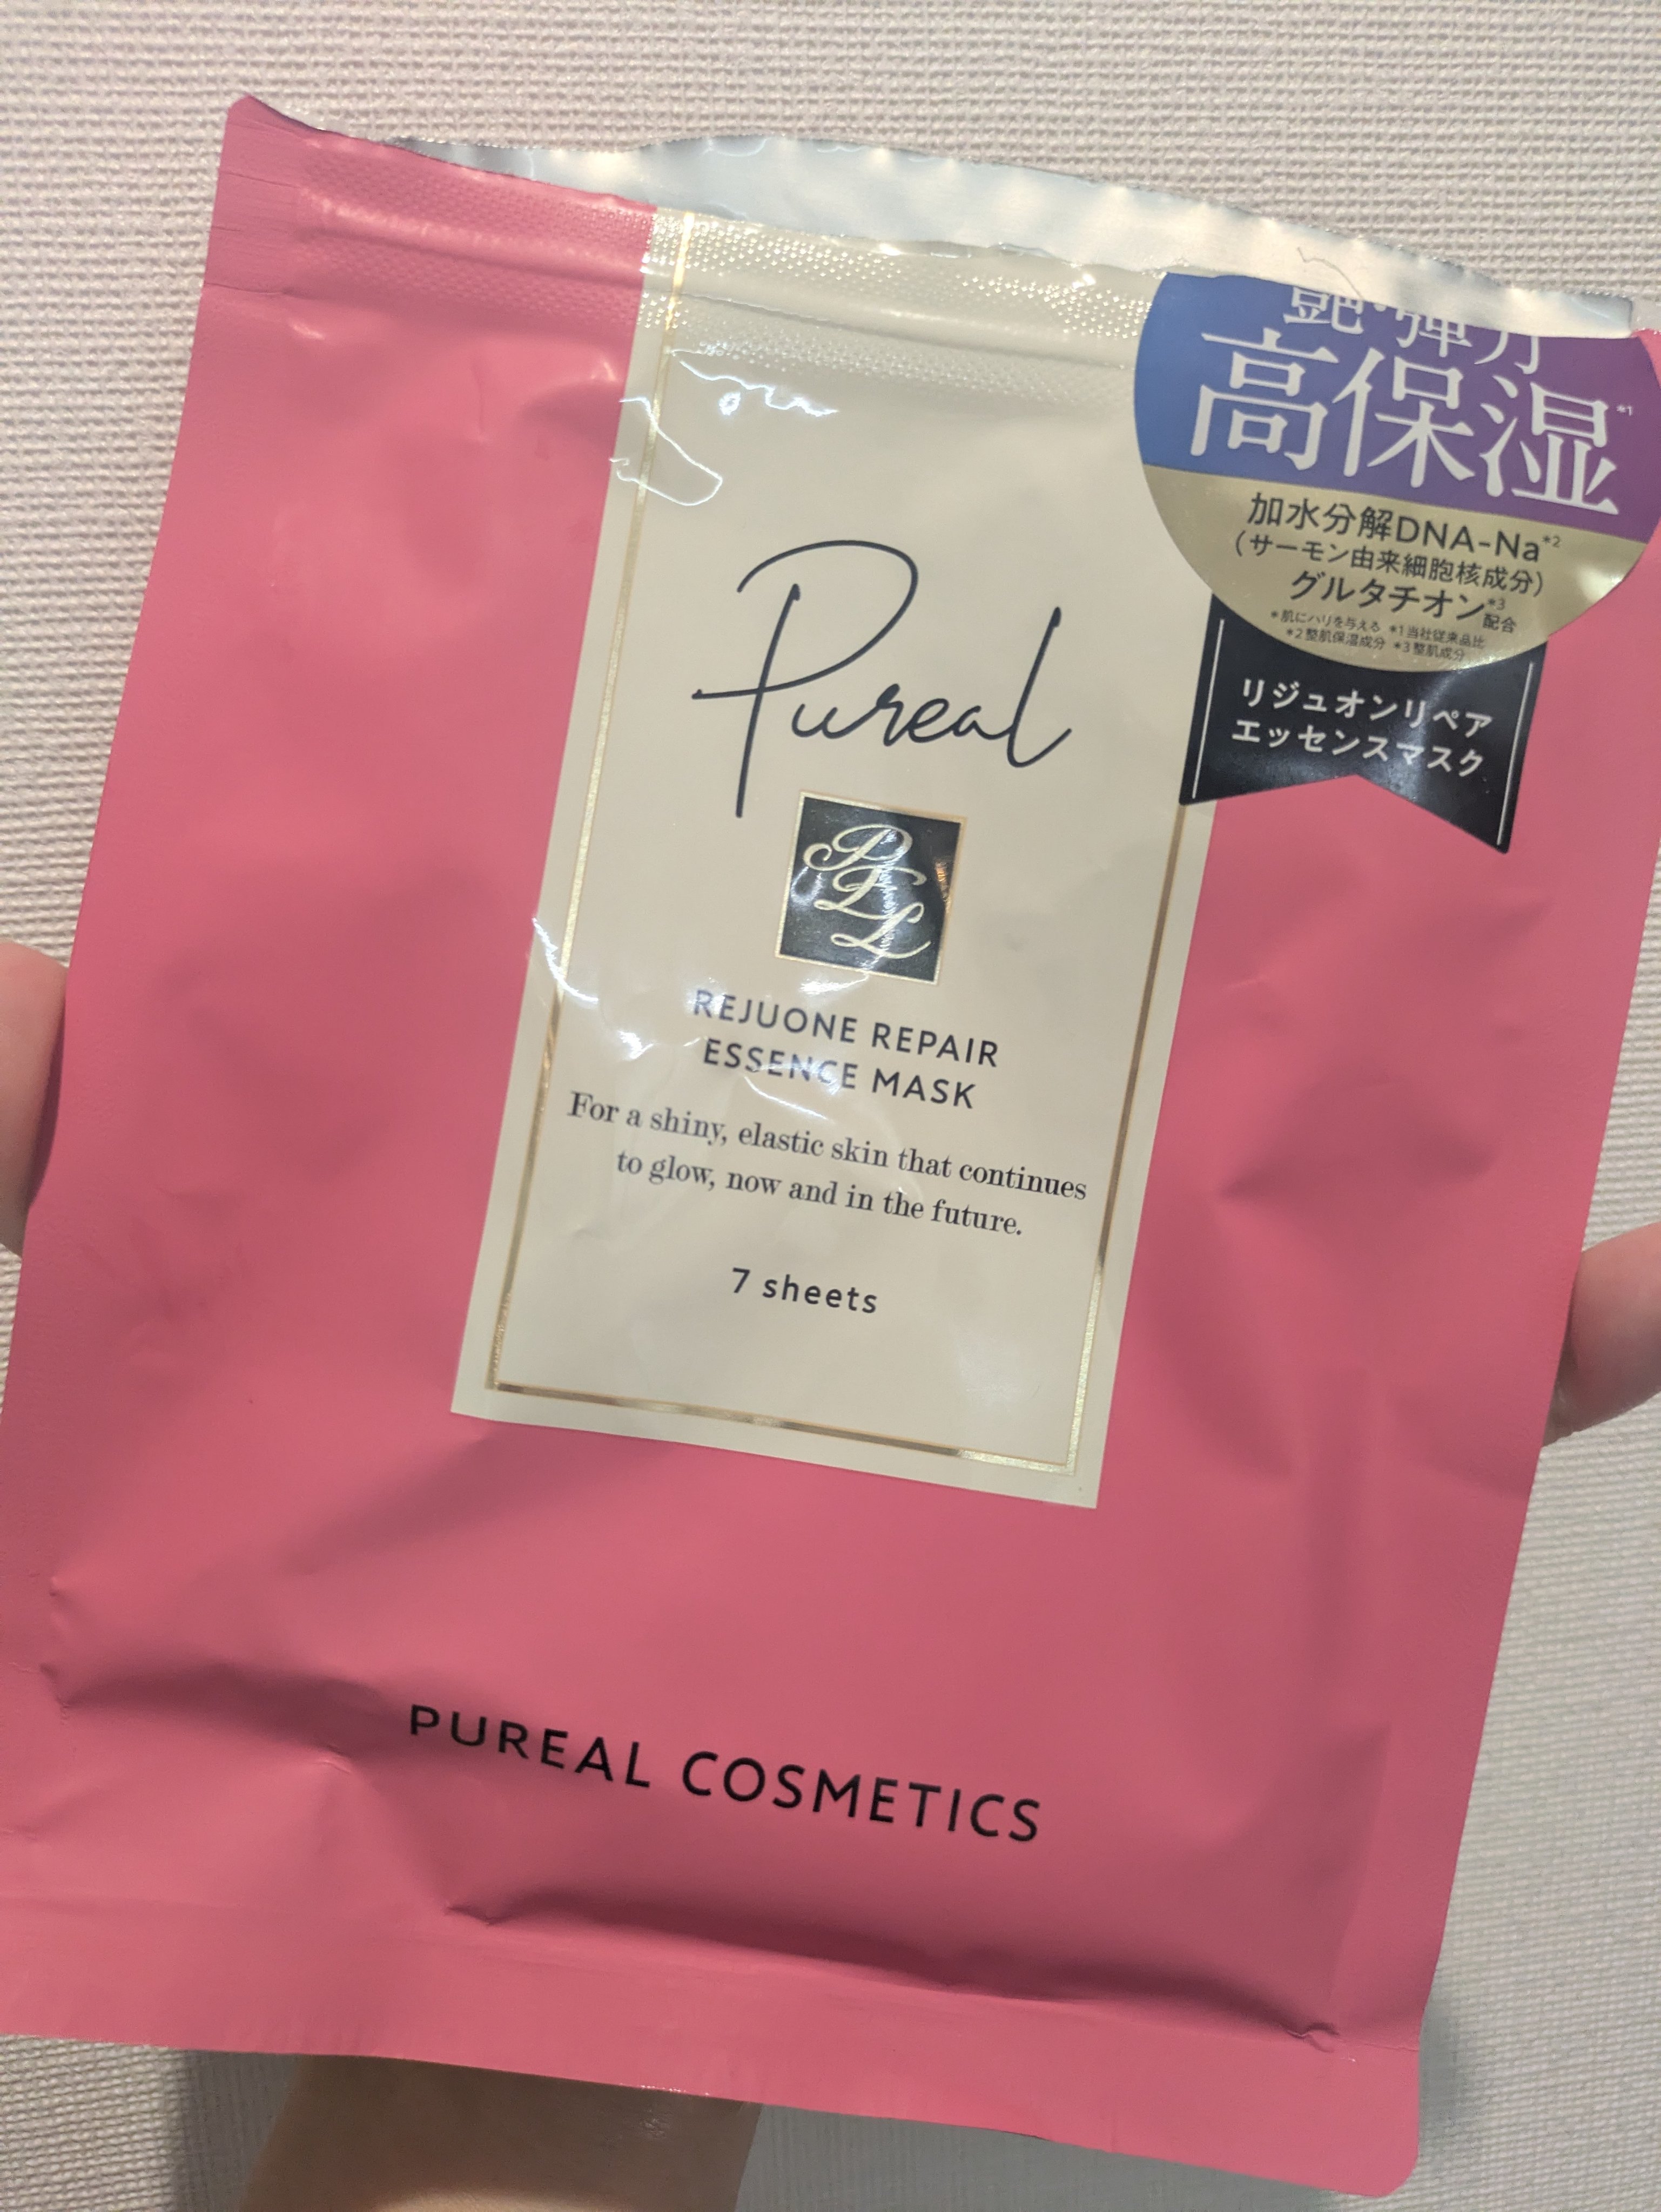 艶・弾力
高保湿*1
加水分解DNA-Na*2
(サーモン由来細胞核成分)
グルタチオン*3配合
*肌にハリを与える *1当社従来品比
*2整肌保湿成分 *3整肌成分
リジュオンリペア
エッセンスマスク
Pureal
PLL
REJUONE REPAIR
ESSENCE MASK
For a shiny, elastic skin that continues
to glow, now and in the future.
7 sheets
PUREAL COSMETICS